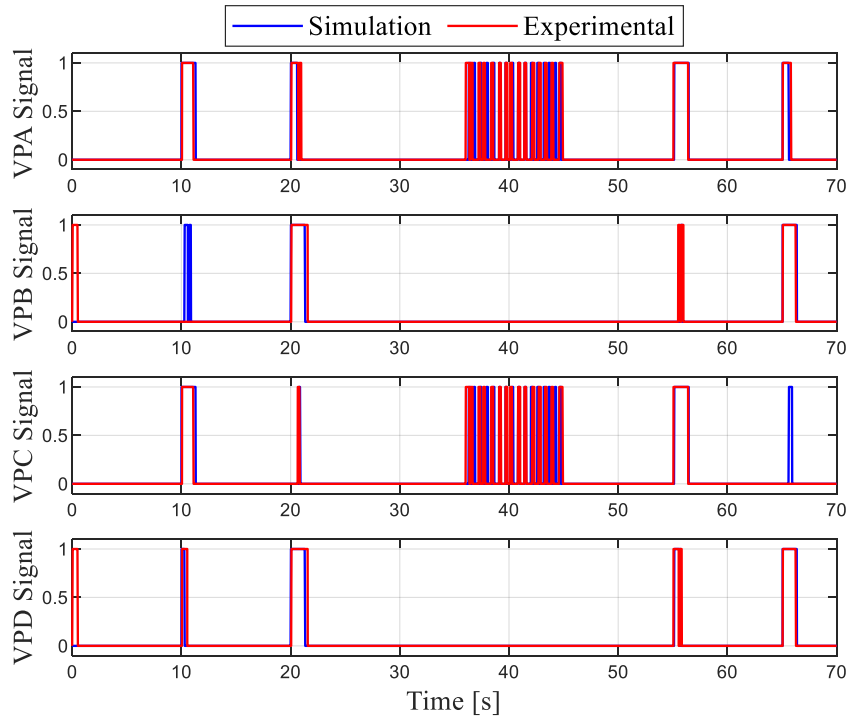 Simulation Experimental
VPA Signal
1
0.5
0
0 10 20 30 40 50 60 70
VPB Signal
1
0.5
0
0 10 20 30 40 50 60 70
VPC Signal
1
0.5
0
0 10 20 30 40 50 60 70
VPD Signal
1
0.5
0
0 10 20 30 40 50 60 70
Time [s]